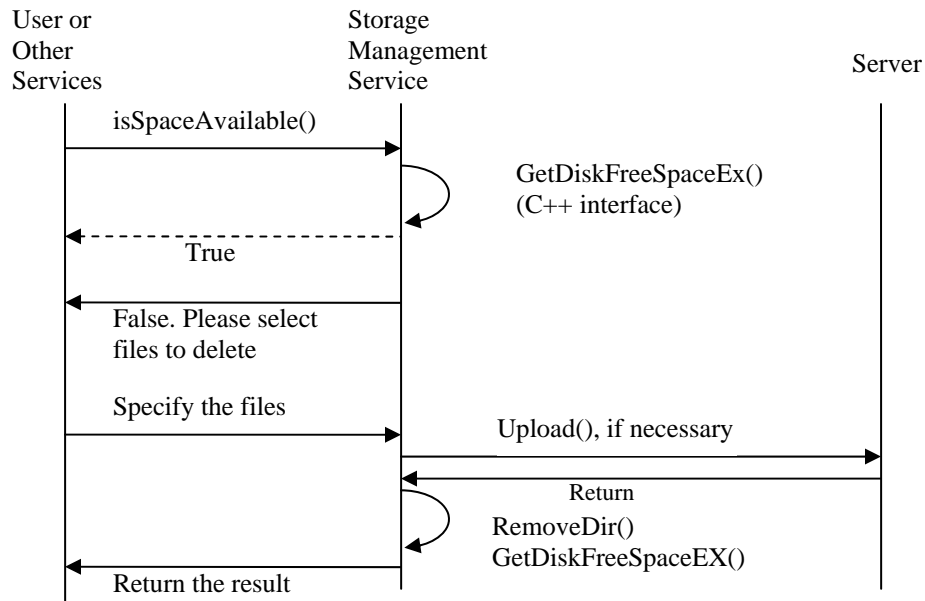 User or
Other
Services
Storage
Management
Service
Server
isSpaceAvailable()
GetDiskFreeSpaceEx()
(C++ interface)
True
False. Please select
files to delete
Specify the files
Upload(), if necessary
Return
RemoveDir()
GetDiskFreeSpaceEX()
Return the result